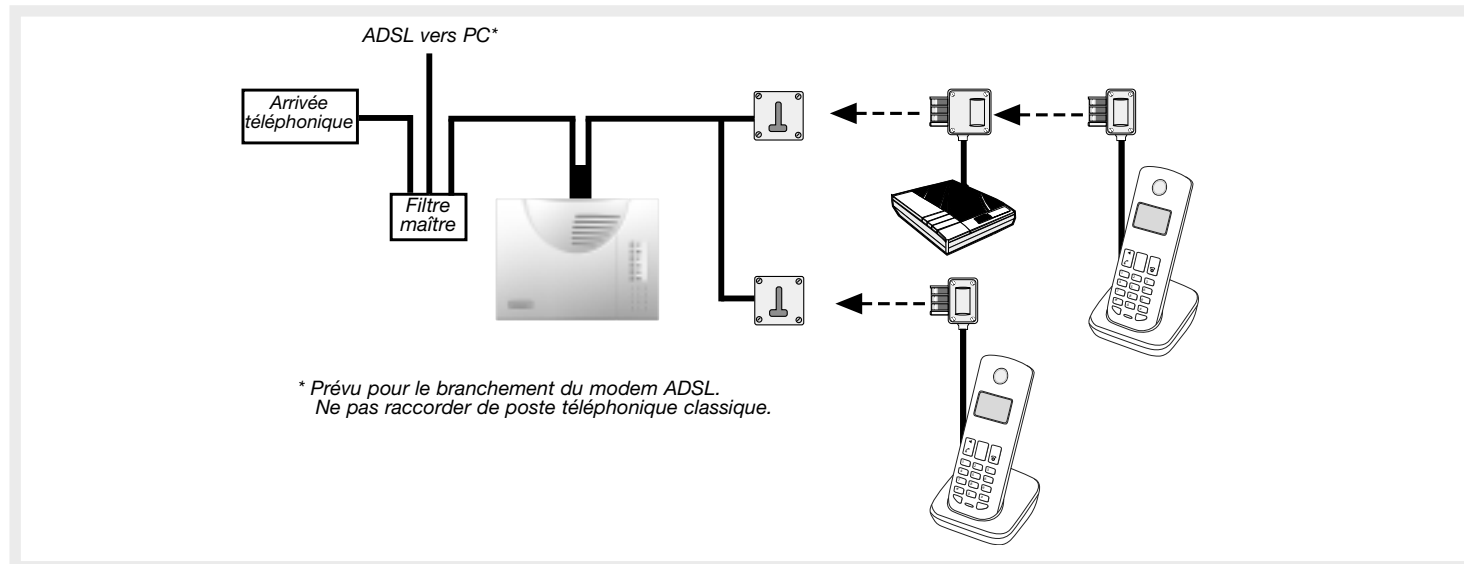 ADSL vers PC*
Arrivée
téléphonique
Filtre
maître
* Prévu pour le branchement du modem ADSL.
Ne pas raccorder de poste téléphonique classique.